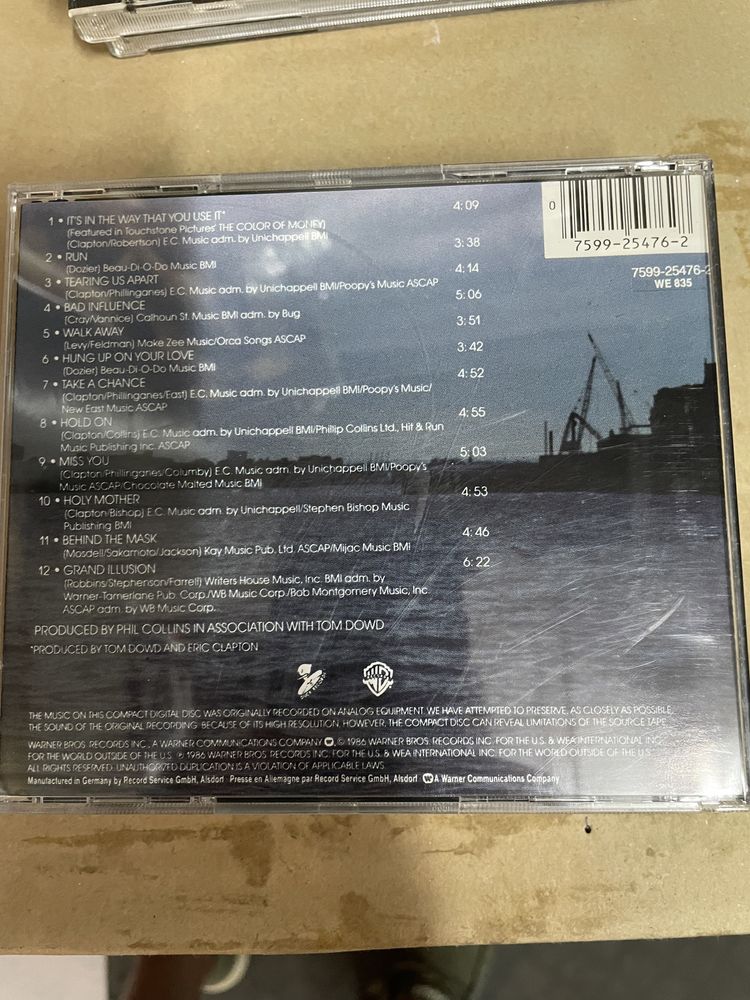 1 • IT'S IN THE WAY THAT YOU USE IT* 4:09
(Featured in Touchstone Pictures' THE COLOR OF MONEY)
(Clapton/Robertson) E.C. Music adm. by Unichappell BMI
2 • RUN 3:38
(Dozier) Beau-Di-O-Do Music BMI
3 • TEARING US APART 4:14
(Clapton/Phillinganes) E.C. Music adm. by Unichappell BMI/Poopy's Music ASCAP
4 • BAD INFLUENCE 5:06
(Cray/Vannice) Calhoun St. Music BMI adm. by Bug
5 • WALK AWAY 3:51
(Levy/Feldman) Make Zee Music/Orca Songs ASCAP
6 • HUNG UP ON YOUR LOVE 3:42
(Dozier) Beau-Di-O-Do Music BMI
7 • TAKE A CHANCE 4:52
(Clapton/Phillinganes/East) E.C. Music adm. by Unichappell BMI/Poopy's Music/
New East Music ASCAP
8 • HOLD ON 4:55
(Clapton/Collins) E.C. Music adm. by Unichappell BMI/Phillip Collins Ltd., Hit & Run
Music Publishing Inc. ASCAP
9 • MISS YOU 5:03
(Clapton/Phillinganes/Columby) E.C. Music adm. by Unichappell BMI/Poopy's
Music ASCAP/Chocolate Malted Music BMI
10 • HOLY MOTHER 4:53
(Clapton/Bishop) E.C. Music adm. by Unichappell/Stephen Bishop Music
Publishing BMI
11 • BEHIND THE MASK 4:46
(Mosdell/Sakamoto/Jackson) Kay Music Pub. Ltd. ASCAP/Mijac Music BMI
12 • GRAND ILLUSION 6:22
(Robbins/Stephenson/Farrell) Writers House Music, Inc. BMI adm. by
Warner-Tamerlane Pub. Corp./WB Music Corp./Bob Montgomery Music, Inc.
ASCAP adm. by WB Music Corp.
0
7599-25476-2
7599-25476-2
WE 835
PRODUCED BY PHIL COLLINS IN ASSOCIATION WITH TOM DOWD
*PRODUCED BY TOM DOWD AND ERIC CLAPTON
THE MUSIC ON THIS COMPACT DIGITAL DISC WAS ORIGINALLY RECORDED ON ANALOG EQUIPMENT. WE HAVE ATTEMPTED TO PRESERVE, AS CLOSELY AS POSSIBLE,
THE SOUND OF THE ORIGINAL RECORDING. BECAUSE OF ITS HIGH RESOLUTION, HOWEVER, THE COMPACT DISC CAN REVEAL LIMITATIONS OF THE SOURCE TAPE.
WARNER BROS. RECORDS INC., A WARNER COMMUNICATIONS COMPANY. © 1986 WARNER BROS. RECORDS INC. FOR THE U.S. & WEA INTERNATIONAL INC.
FOR THE WORLD OUTSIDE OF THE U.S. ℗ 1986 WARNER BROS. RECORDS INC. FOR THE U.S. & WEA INTERNATIONAL INC. FOR THE WORLD OUTSIDE OF THE U.S.
ALL RIGHTS RESERVED. UNAUTHORIZED DUPLICATION IS A VIOLATION OF APPLICABLE LAWS.
Manufactured in Germany by Record Service GmbH, Alsdorf Pressé en Allemagne par Record Service GmbH, Alsdorf A Warner Communications Company